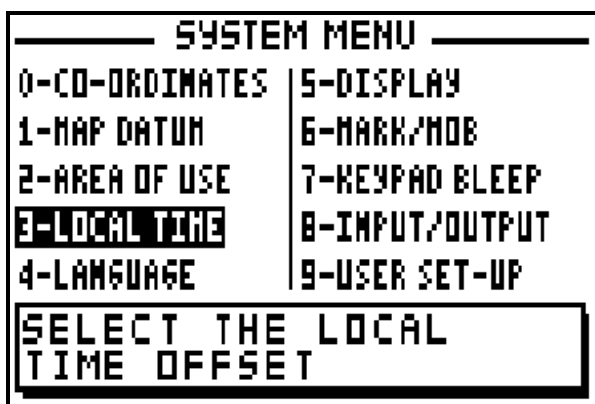 SYSTEM MENU
0-CO-ORDINATES
1-MAP DATUM
2-AREA OF USE
3-LOCAL TIME
4-LANGUAGE
5-DISPLAY
6-MARK/MOB
7-KEYPAD BLEEP
8-INPUT/OUTPUT
9-USER SET-UP
SELECT THE LOCAL
TIME OFFSET